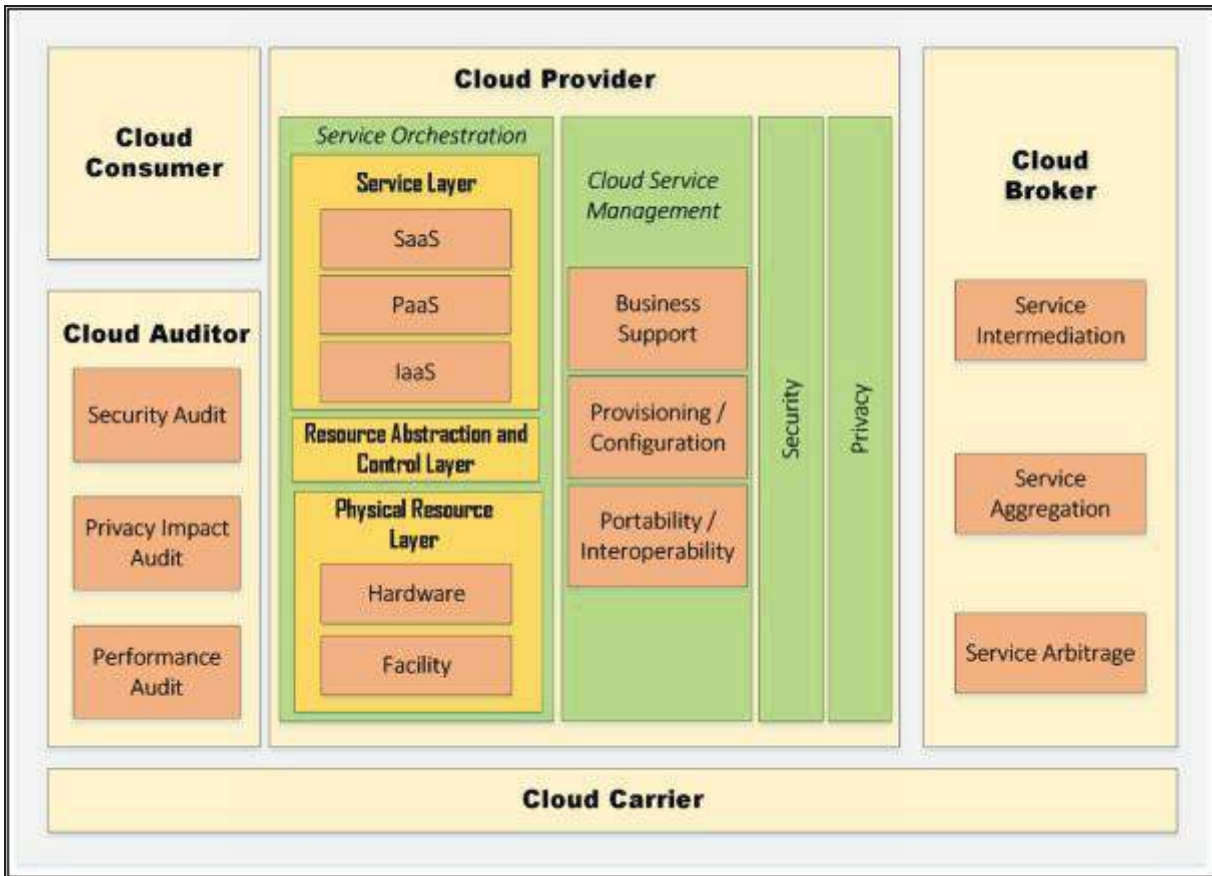 Cloud
Consumer
Cloud Auditor
Security Audit
Privacy Impact
Audit
Performance
Audit
Cloud Provider
Service Orchestration
Service Layer
SaaS
PaaS
IaaS
Resource Abstraction and
Control Layer
Physical Resource
Layer
Hardware
Facility
Cloud Service
Management
Business
Support
Provisioning /
Configuration
Portability /
Interoperability
Security
Privacy
Cloud
Broker
Service
Intermediation
Service
Aggregation
Service Arbitrage
Cloud Carrier